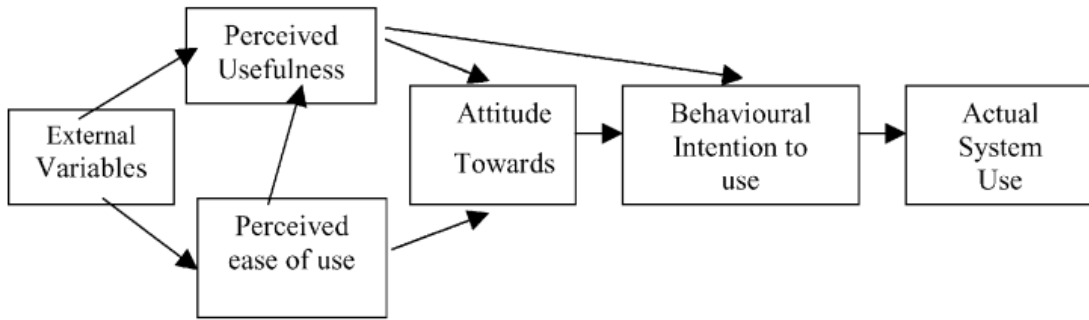 Perceived
Usefulness
External
Variables
Perceived
ease of use
Attitude
Towards
Behavioural
Intention to
use
Actual
System
Use